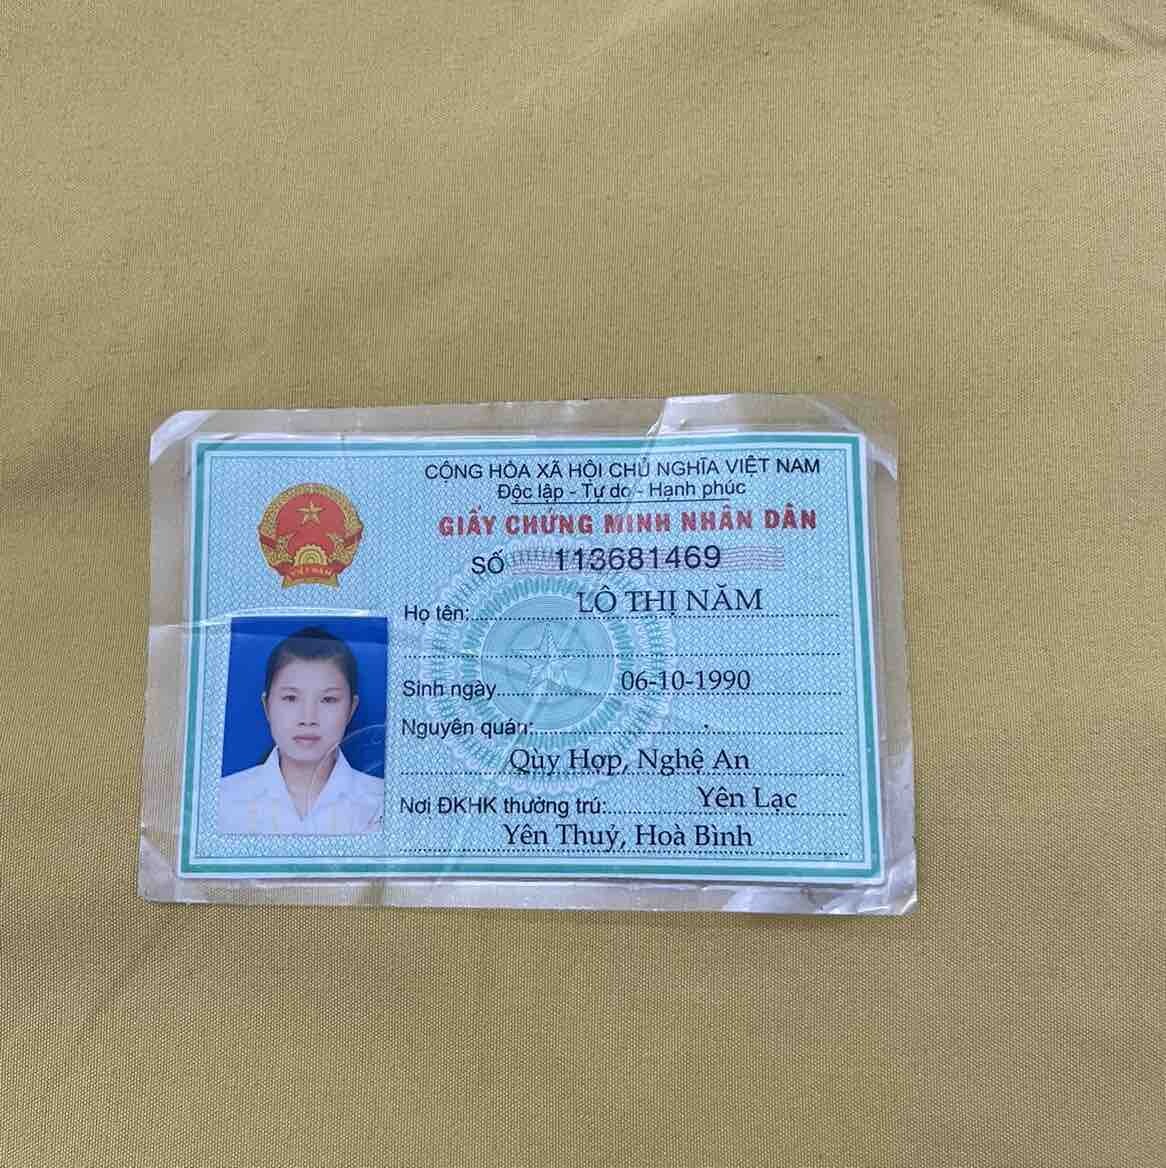 CỘNG HÒA XÃ HỘI CHỦ NGHĨA VIỆT NAM
Độc lập - Tự do - Hạnh phúc
GIẤY CHỨNG MINH NHÂN DÂN
SỐ 113681469
Họ tên: LÔ THỊ NĂM
Sinh ngày 06-10-1990
Nguyên quán:
Qùy Hợp, Nghệ An
Nơi ĐKHK thường trú: Yên Lạc
Yên Thuỷ, Hoà Bình
VIỆT NAM